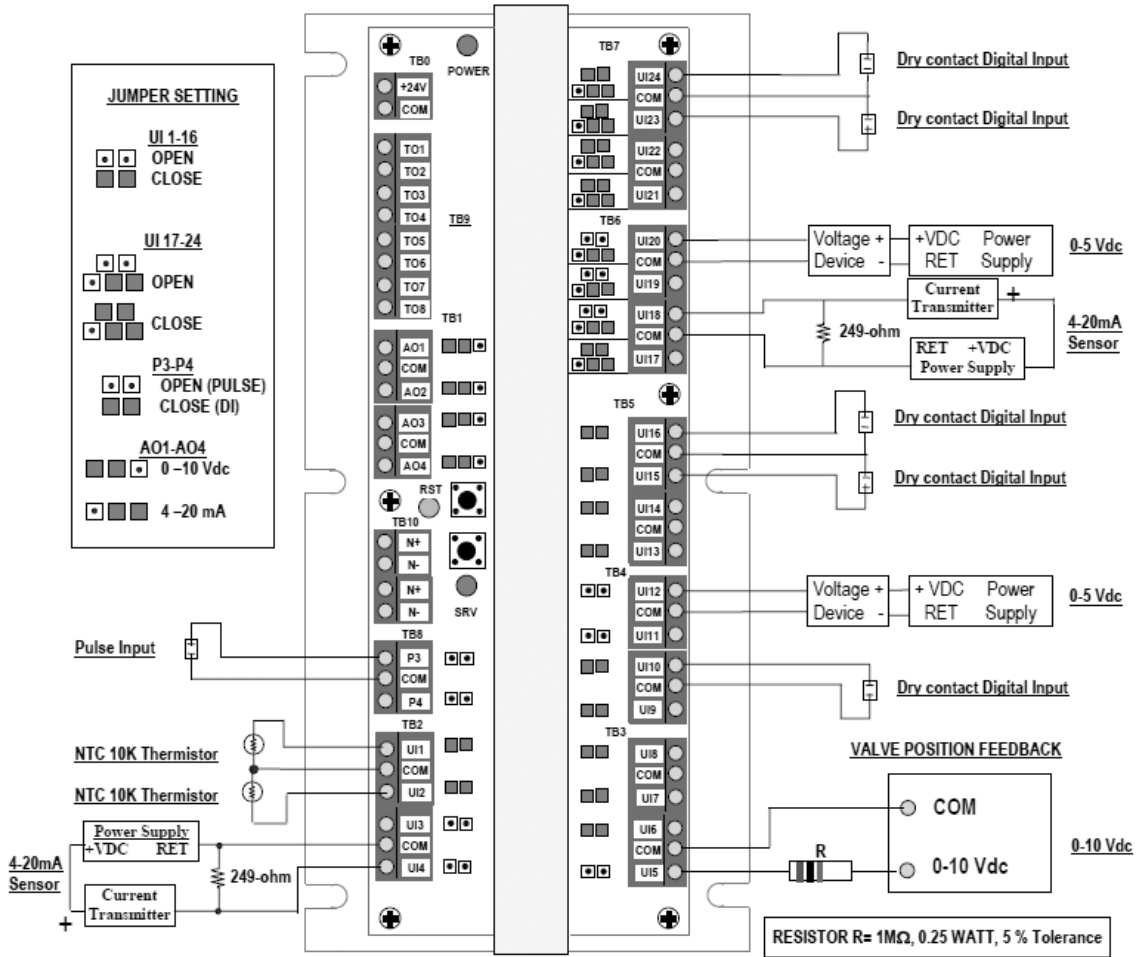 JUMPER SETTING
UI 1-16
OPEN
CLOSE
UI 17-24
OPEN
CLOSE
P3-P4
OPEN (PULSE)
CLOSE (DI)
AO1-AO4
0 –10 Vdc
4 –20 mA
Pulse Input
NTC 10K Thermistor
NTC 10K Thermistor
4-20mA
Sensor
Power Supply
+VDC RET
249-ohm
Current
Transmitter
+
TB0
POWER
+24V
COM
TO1
TO2
TO3
TO4
TB9
TO5
TO6
TO7
TO8
TB1
AO1
COM
AO2
AO3
COM
AO4
RST
TB10
N+
N-
N+
N-
SRV
TB8
P3
COM
P4
TB2
UI1
COM
UI2
UI3
COM
UI4
TB7
UI24
COM
UI23
UI22
COM
UI21
TB6
UI20
COM
UI19
UI18
COM
UI17
TB5
UI16
COM
UI15
UI14
COM
UI13
TB4
UI12
COM
UI11
UI10
COM
UI9
TB3
UI8
COM
UI7
UI6
COM
UI5
Dry contact Digital Input
Dry contact Digital Input
Voltage +
Device -
+VDC Power
RET Supply
0-5 Vdc
Current
Transmitter
+
249-ohm
RET +VDC
Power Supply
4-20mA
Sensor
Dry contact Digital Input
Dry contact Digital Input
Voltage +
Device -
+ VDC Power
RET Supply
0-5 Vdc
Dry contact Digital Input
VALVE POSITION FEEDBACK
COM
0-10 Vdc
R
0-10 Vdc
RESISTOR R= 1MΩ, 0.25 WATT, 5 % Tolerance